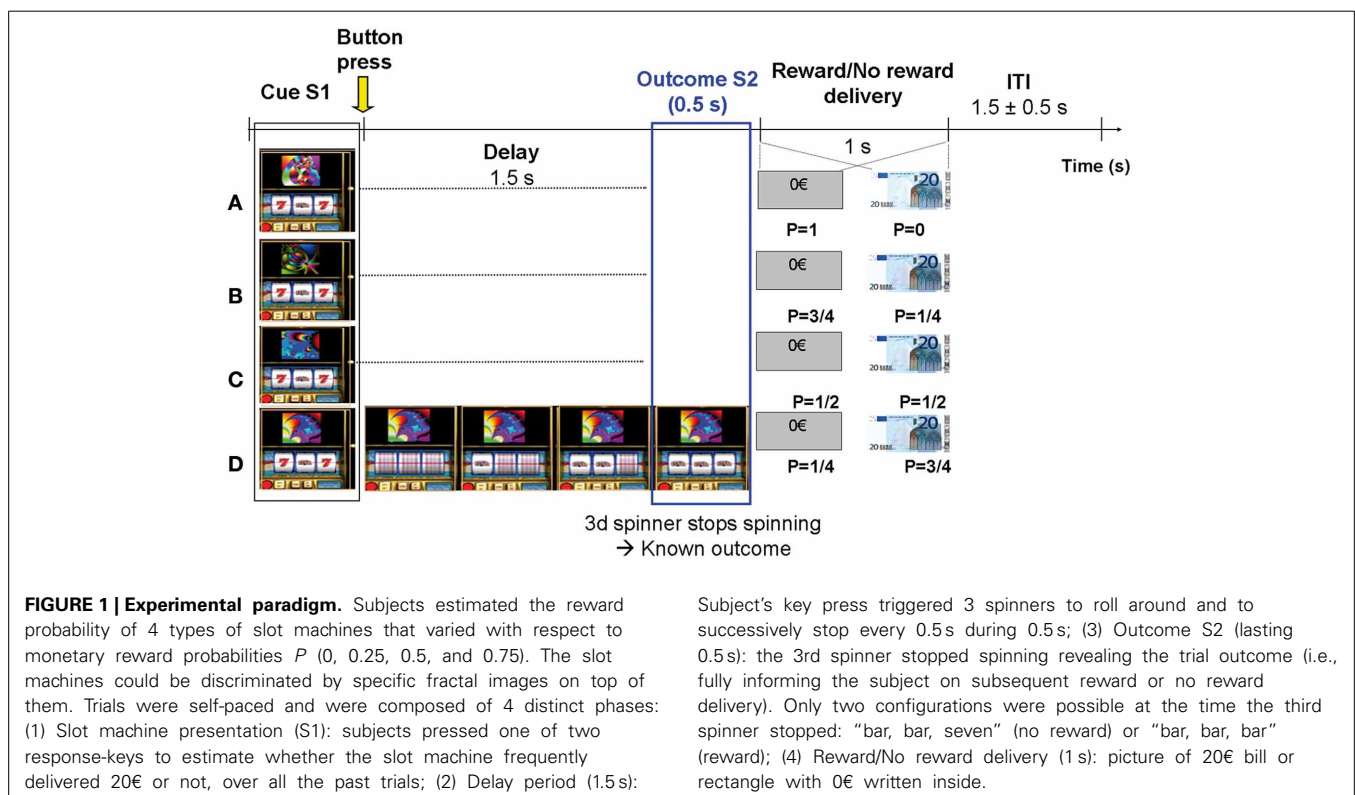 Button
press
Cue S1
Outcome S2
(0.5 s)
Reward/No reward
delivery
ITI
1.5 ± 0.5 s
Delay
1.5 s
1 s
Time (s)
A
0€
20
P=1
P=0
B
0€
20
P=3/4
P=1/4
C
0€
20
P=1/2
P=1/2
D
0€
20
P=1/4
P=3/4
3d spinner stops spinning
→ Known outcome
FIGURE 1 | Experimental paradigm. Subjects estimated the reward
probability of 4 types of slot machines that varied with respect to
monetary reward probabilities P (0, 0.25, 0.5, and 0.75). The slot
machines could be discriminated by specific fractal images on top of
them. Trials were self-paced and were composed of 4 distinct phases:
(1) Slot machine presentation (S1): subjects pressed one of two
response-keys to estimate whether the slot machine frequently
delivered 20€ or not, over all the past trials; (2) Delay period (1.5 s):
Subject's key press triggered 3 spinners to roll around and to
successively stop every 0.5 s during 0.5 s; (3) Outcome S2 (lasting
0.5 s): the 3rd spinner stopped spinning revealing the trial outcome (i.e.,
fully informing the subject on subsequent reward or no reward
delivery). Only two configurations were possible at the time the third
spinner stopped: "bar, bar, seven" (no reward) or "bar, bar, bar"
(reward); (4) Reward/No reward delivery (1 s): picture of 20€ bill or
rectangle with 0€ written inside.